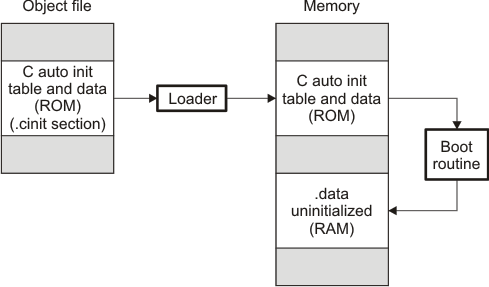 Object file
Memory
C auto init
table and data
(ROM)
(.cinit section)
Loader
C auto init
table and data
(ROM)
Boot
routine
.data
uninitialized
(RAM)